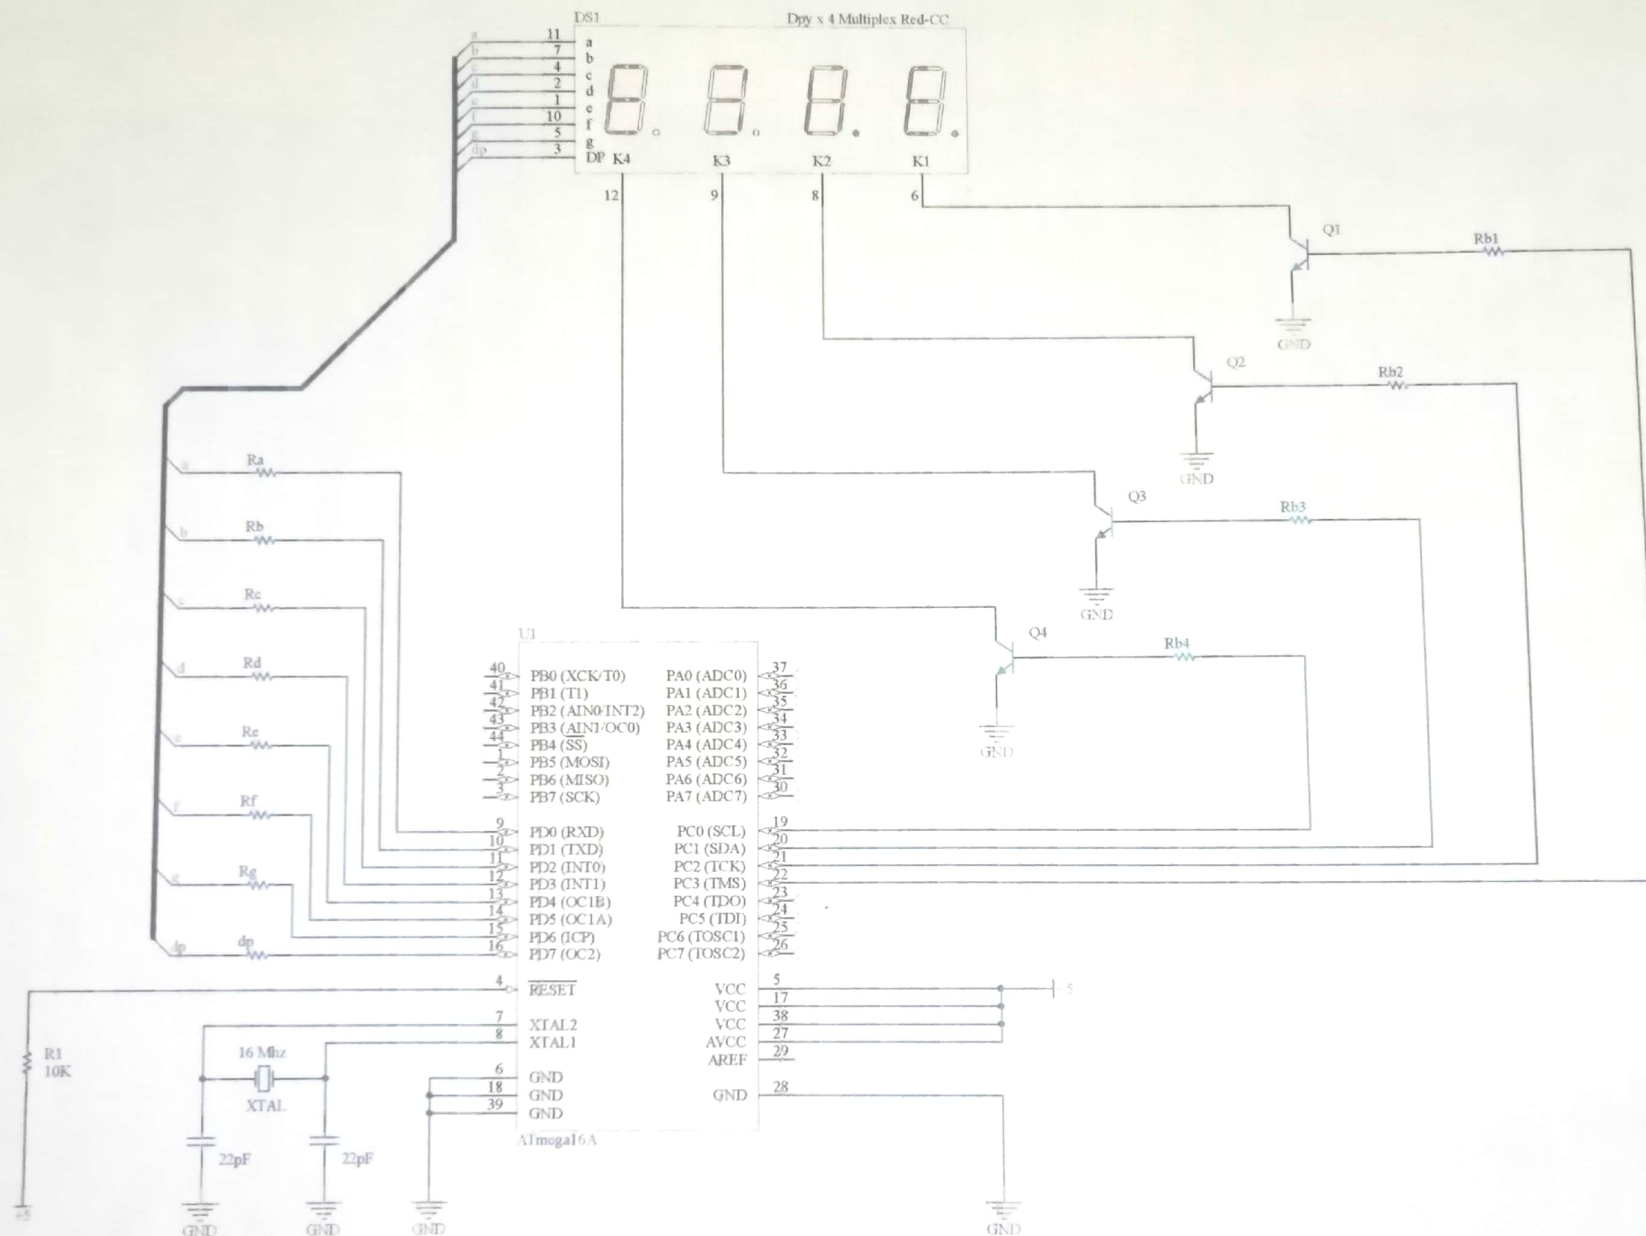 DS1
Dpy x 4 Multiplex Red-CC
a 11 a
b 7 b
c 4 c
d 2 d
e 1 e
f 10 f
g 5 g
dp 3 DP
K4 K3 K2 K1
12 9 8 6
Q1
Rb1
GND
Q2
Rb2
GND
Q3
Rb3
GND
Q4
Rb4
GND
a Ra
b Rb
c Rc
d Rd
e Re
f Rf
g Rg
dp dp
U1
40 PB0 (XCK/T0) PA0 (ADC0) 37
41 PB1 (T1) PA1 (ADC1) 36
42 PB2 (AIN0/INT2) PA2 (ADC2) 35
43 PB3 (AIN1/OC0) PA3 (ADC3) 34
44 PB4 (SS) PA4 (ADC4) 33
1 PB5 (MOSI) PA5 (ADC5) 32
2 PB6 (MISO) PA6 (ADC6) 31
3 PB7 (SCK) PA7 (ADC7) 30
9 PD0 (RXD) PC0 (SCL) 19
10 PD1 (TXD) PC1 (SDA) 20
11 PD2 (INT0) PC2 (TCK) 21
12 PD3 (INT1) PC3 (TMS) 22
13 PD4 (OC1B) PC4 (TDO) 23
14 PD5 (OC1A) PC5 (TDI) 24
15 PD6 (ICP) PC6 (TOSC1) 25
16 PD7 (OC2) PC7 (TOSC2) 26
4 RESET VCC 5
VCC 17
7 XTAL2 VCC 38
8 XTAL1 AVCC 27
AREF 29
6 GND
18 GND GND 28
39 GND
ATmega16A
R1
10K
+5
16 Mhz
XTAL
22pF 22pF
GND GND GND GND